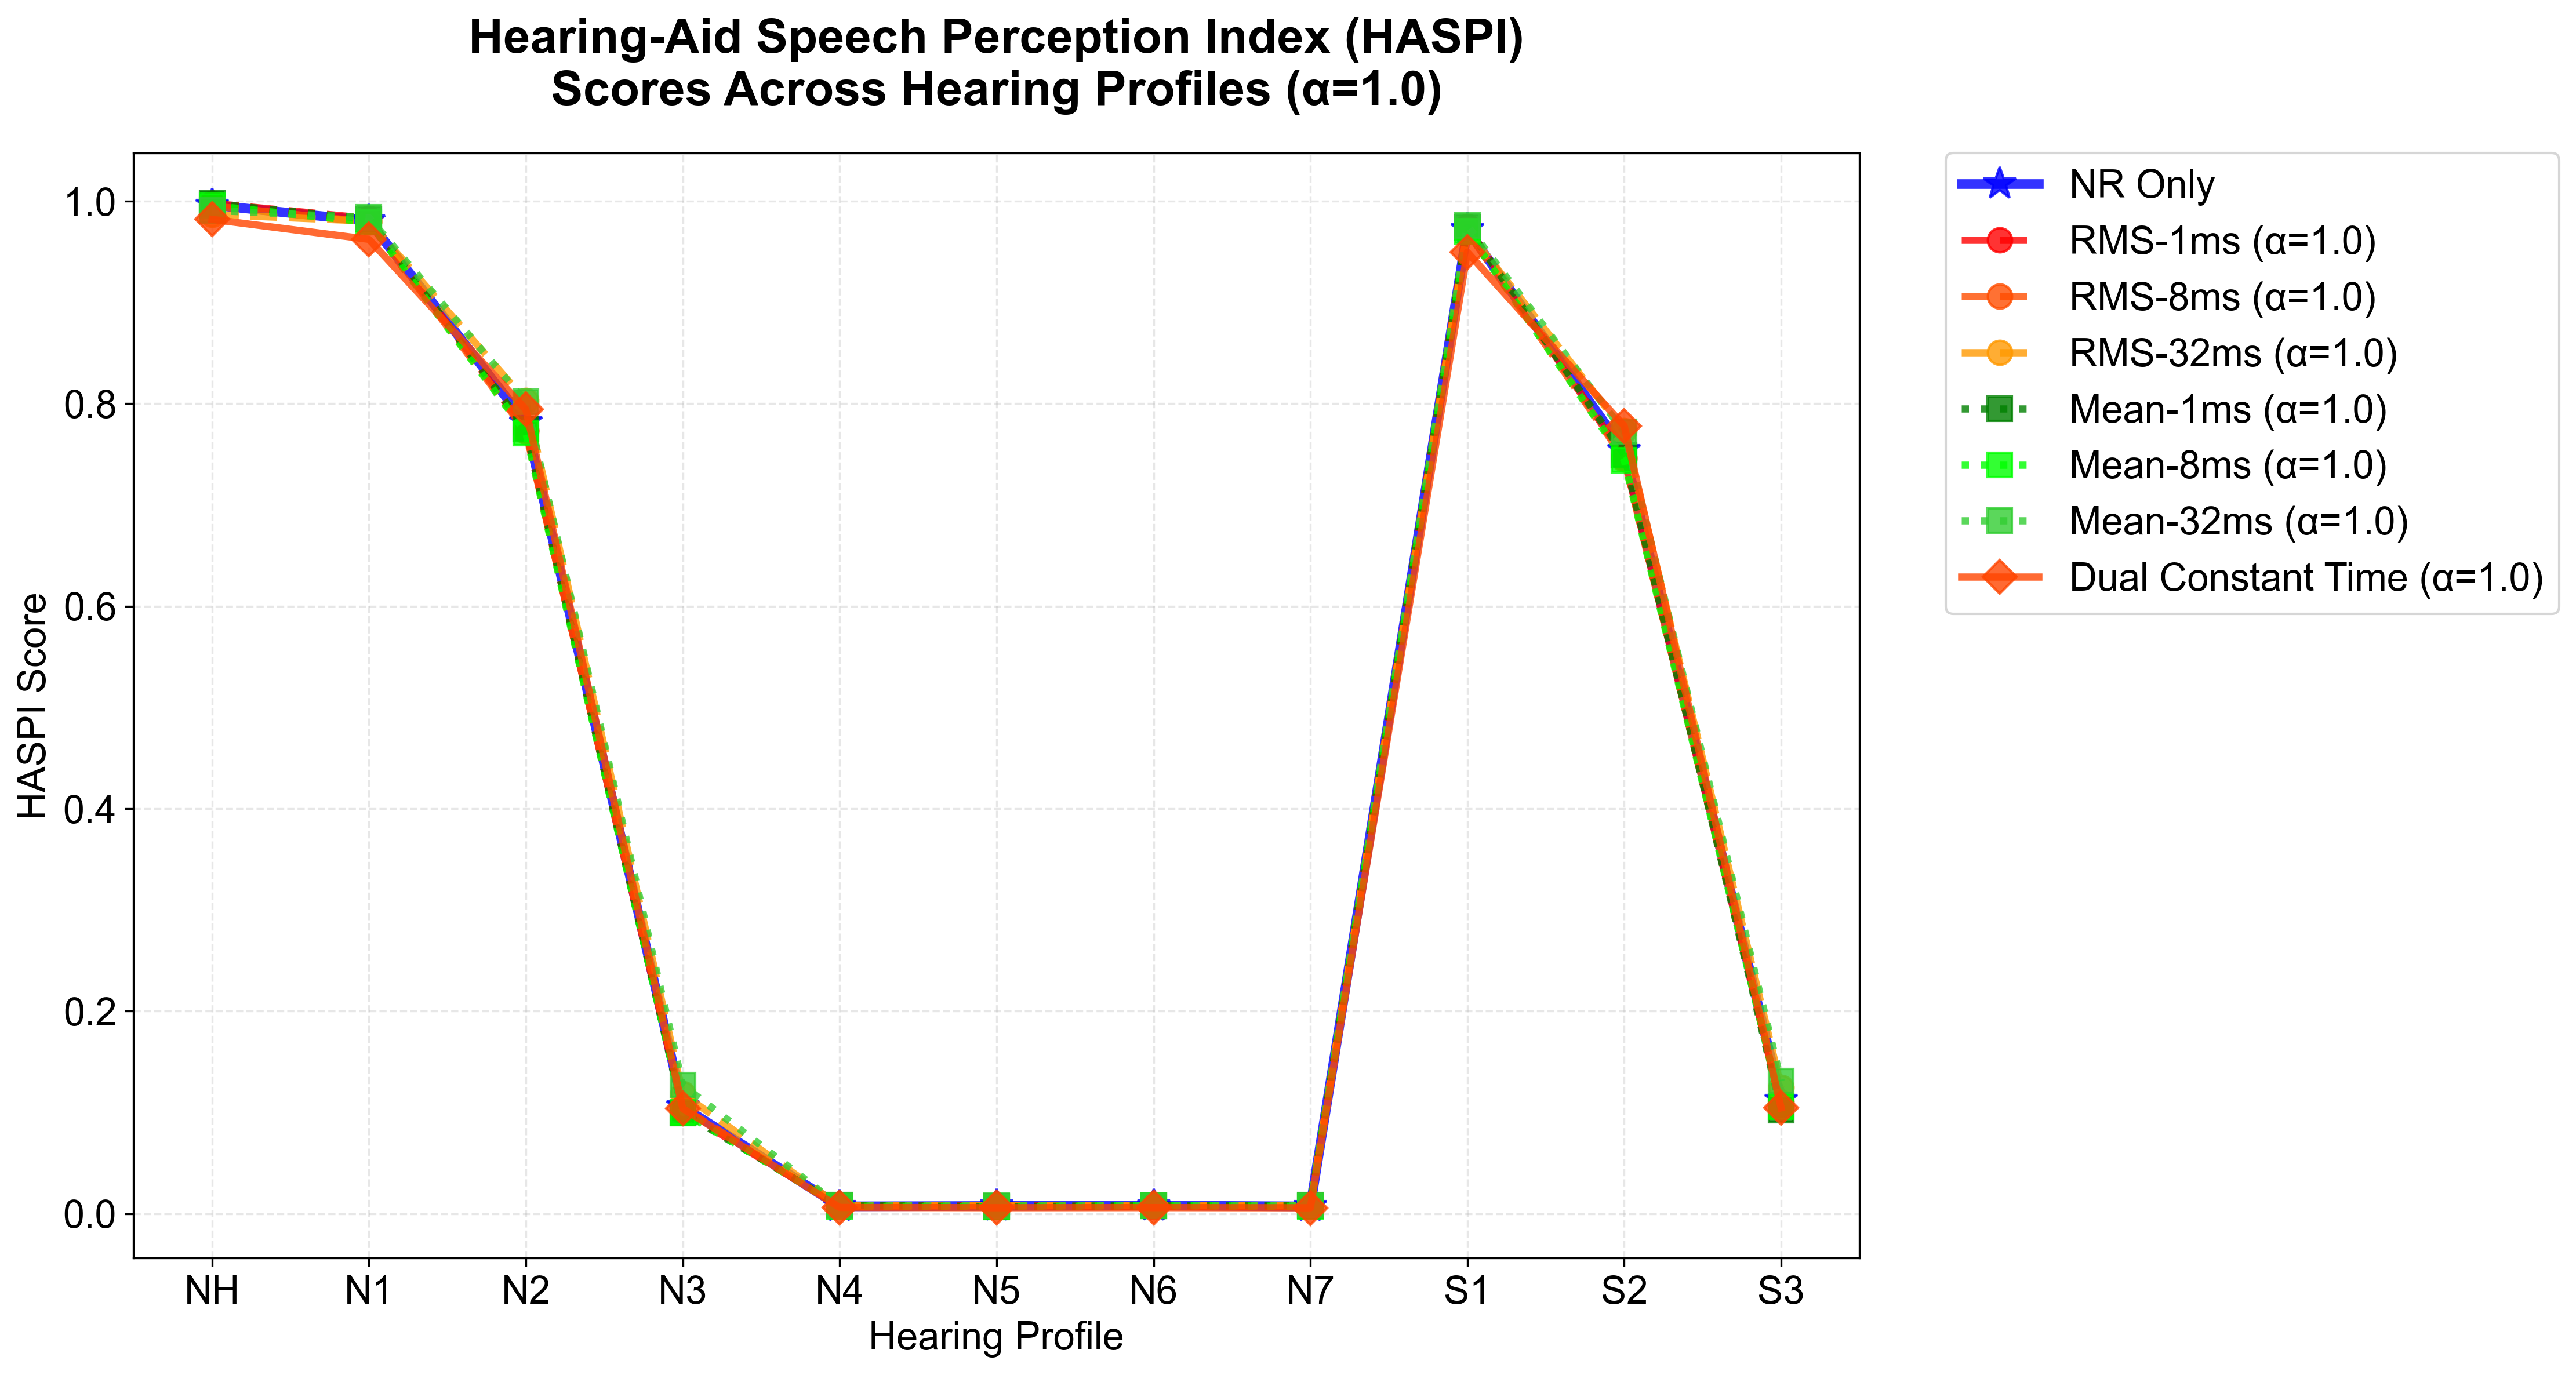 Hearing-Aid Speech Perception Index (HASPI)
Scores Across Hearing Profiles (α=1.0)
NR Only
RMS-1ms (α=1.0)
RMS-8ms (α=1.0)
RMS-32ms (α=1.0)
Mean-1ms (α=1.0)
Mean-8ms (α=1.0)
Mean-32ms (α=1.0)
Dual Constant Time (α=1.0)
HASPI Score
1.0
0.8
0.6
0.4
0.2
0.0
NH N1 N2 N3 N4 N5 N6 N7 S1 S2 S3
Hearing Profile